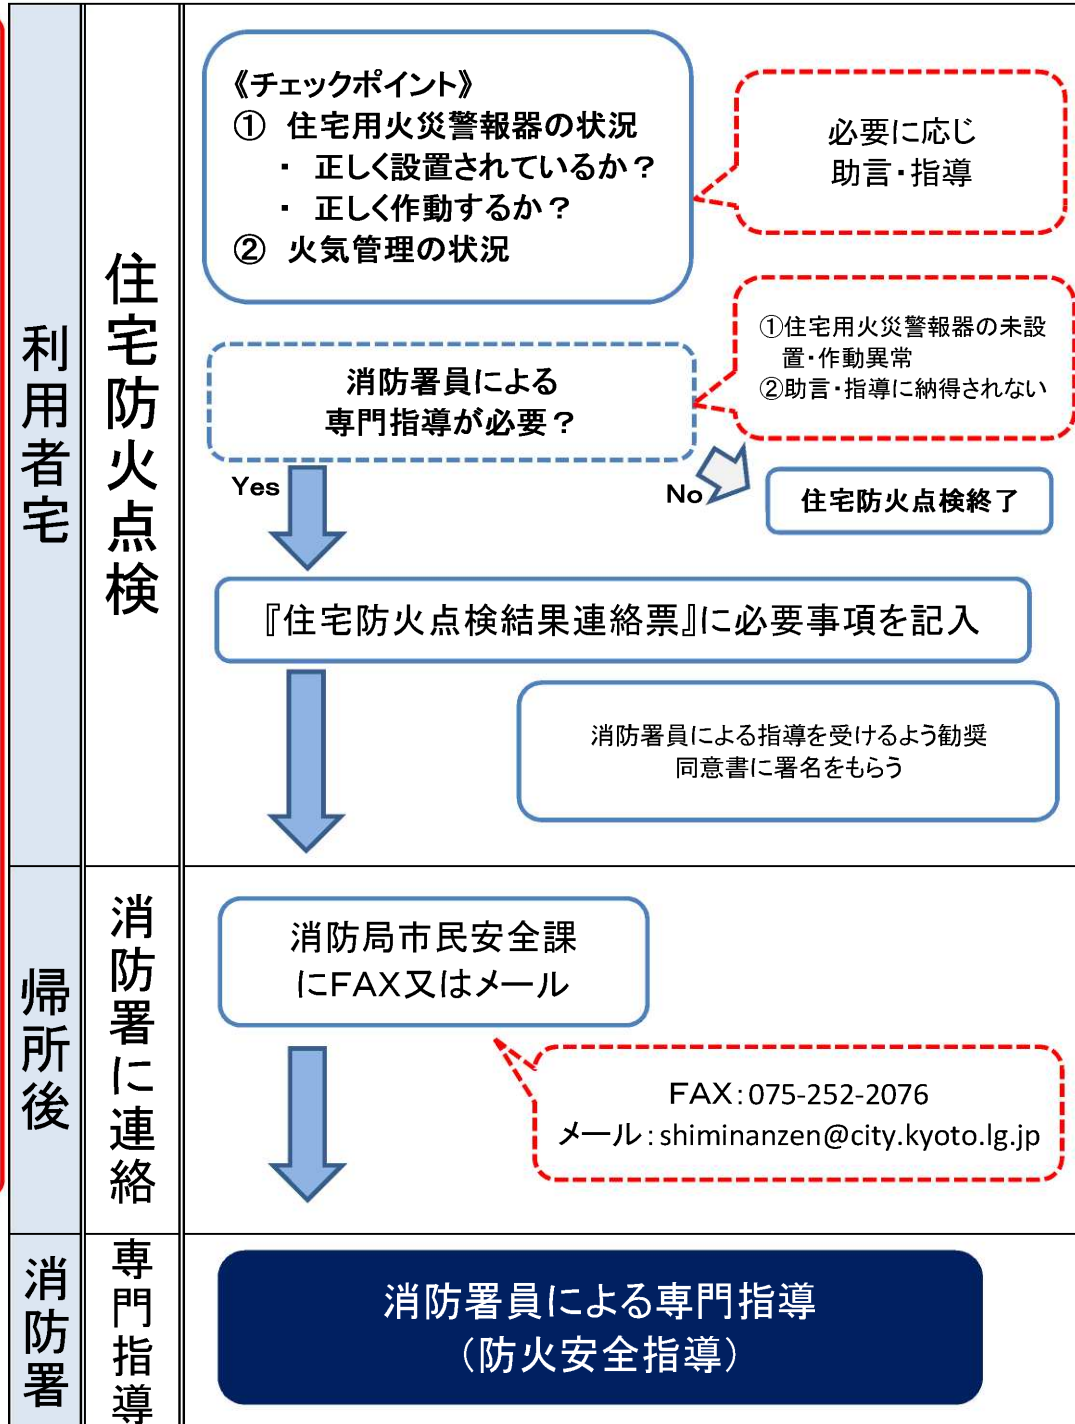 利用者宅
住宅防火点検
《チェックポイント》
① 住宅用火災警報器の状況
・ 正しく設置されているか？
・ 正しく作動するか？
② 火気管理の状況
必要に応じ
助言・指導
消防署員による
専門指導が必要？
①住宅用火災警報器の未設
置・作動異常
②助言・指導に納得されない
Yes
No
住宅防火点検終了
『住宅防火点検結果連絡票』に必要事項を記入
消防署員による指導を受けるよう勧奨
同意書に署名をもらう
帰所後
消防署に連絡
消防局市民安全課
にFAX又はメール
FAX：075-252-2076
メール：shiminanzen@city.kyoto.lg.jp
消防署
専門指導
消防署員による専門指導
（防火安全指導）